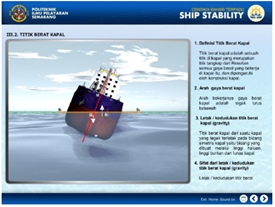 POLITEKNIK
ILMU PELAYARAN
SEMARANG
SHIP STABILITY
III.2. TITIK BERAT KAPAL
1. Definisi Titik Berat Kapal
Titik berat kapal adalah sebuah
titik di kapal yang merupakan
titik tangkap dari Resultan
semua gaya berat yang bekerja
di kapal itu, dan dipengaruhi
oleh konstruksi kapal.
2. Arah gaya berat kapal
Arah bekerjanya gaya berat
kapal adalah tegak lurus
kebawah
3. Letak / kedudukan titik berat
kapal (gravity)
Titik berat kapal dari suatu kapal
yang tegak terletak pada bidang
simetris kapal yaitu bidang yang
dibuat melalui linggi haluan,
linggi buritan dan lunas kapal
4. Sifat dari letak / kedudukan
titik berat kapal (gravity)
Letak / kedudukan titik berat
Exit Home Sound on